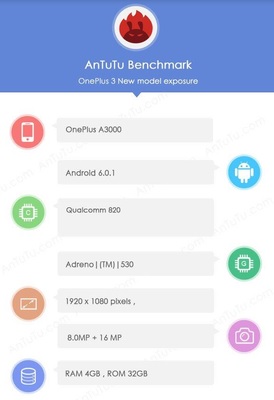 AnTuTu Benchmark
OnePlus 3 New model exposure
OnePlus A3000
Android 6.0.1
Qualcomm 820
Adreno|(TM)|530
1920 x 1080 pixels ,
8.0MP + 16 MP
RAM 4GB , ROM 32GB